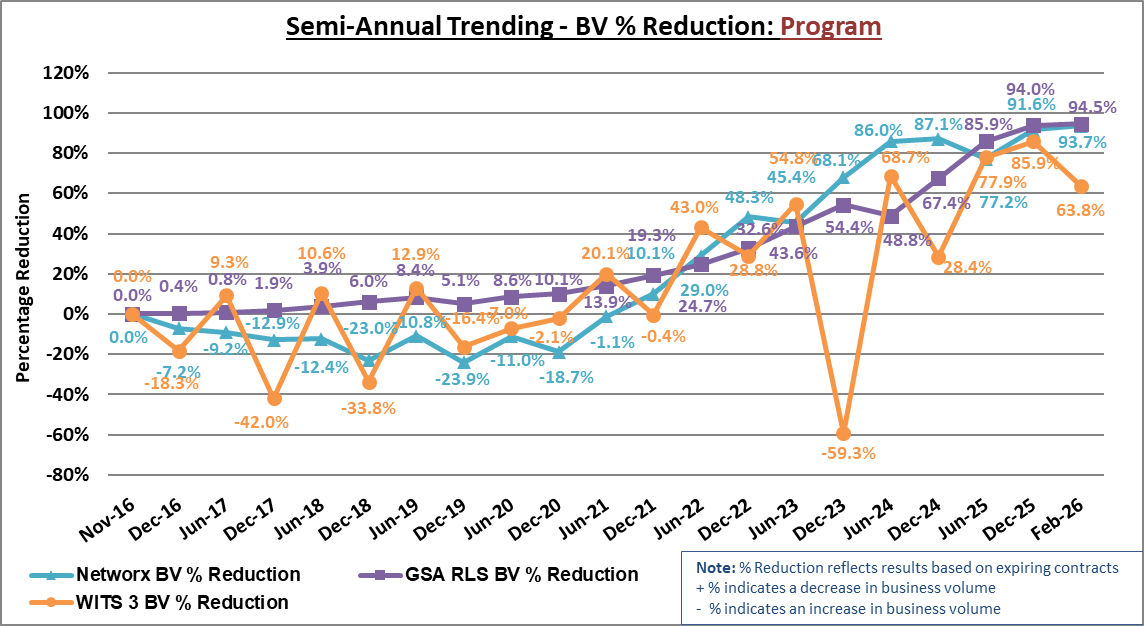 Semi-Annual Trending - BV % Reduction: Program
Percentage Reduction
120%
100%
80%
60%
40%
20%
0%
-20%
-40%
-60%
-80%
0.0% 0.4% 0.8% 1.9% 3.9% 6.0% 8.4% 5.1% 8.6% 10.1% 13.9% 19.3% 24.7% 32.6% 43.6% 54.4% 48.8% 67.4% 85.9% 94.0% 94.5%
0.0% -7.2% -9.2% -12.9% -12.4% -23.0% -10.8% -23.9% -11.0% -18.7% -1.1% 10.1% 29.0% 48.3% 45.4% 68.1% 86.0% 87.1% 77.2% 91.6% 93.7%
0.0% -18.3% 9.3% -42.0% 10.6% -33.8% 12.9% -16.4% -7.0% -2.1% 20.1% -0.4% 43.0% 28.8% 54.8% -59.3% 68.7% 28.4% 77.9% 85.9% 63.8%
Nov-16 Dec-16 Jun-17 Dec-17 Jun-18 Dec-18 Jun-19 Dec-19 Jun-20 Dec-20 Jun-21 Dec-21 Jun-22 Dec-22 Jun-23 Dec-23 Jun-24 Dec-24 Jun-25 Dec-25 Feb-26
Networx BV % Reduction
GSA RLS BV % Reduction
WITS 3 BV % Reduction
Note: % Reduction reflects results based on expiring contracts
+ % indicates a decrease in business volume
- % indicates an increase in business volume